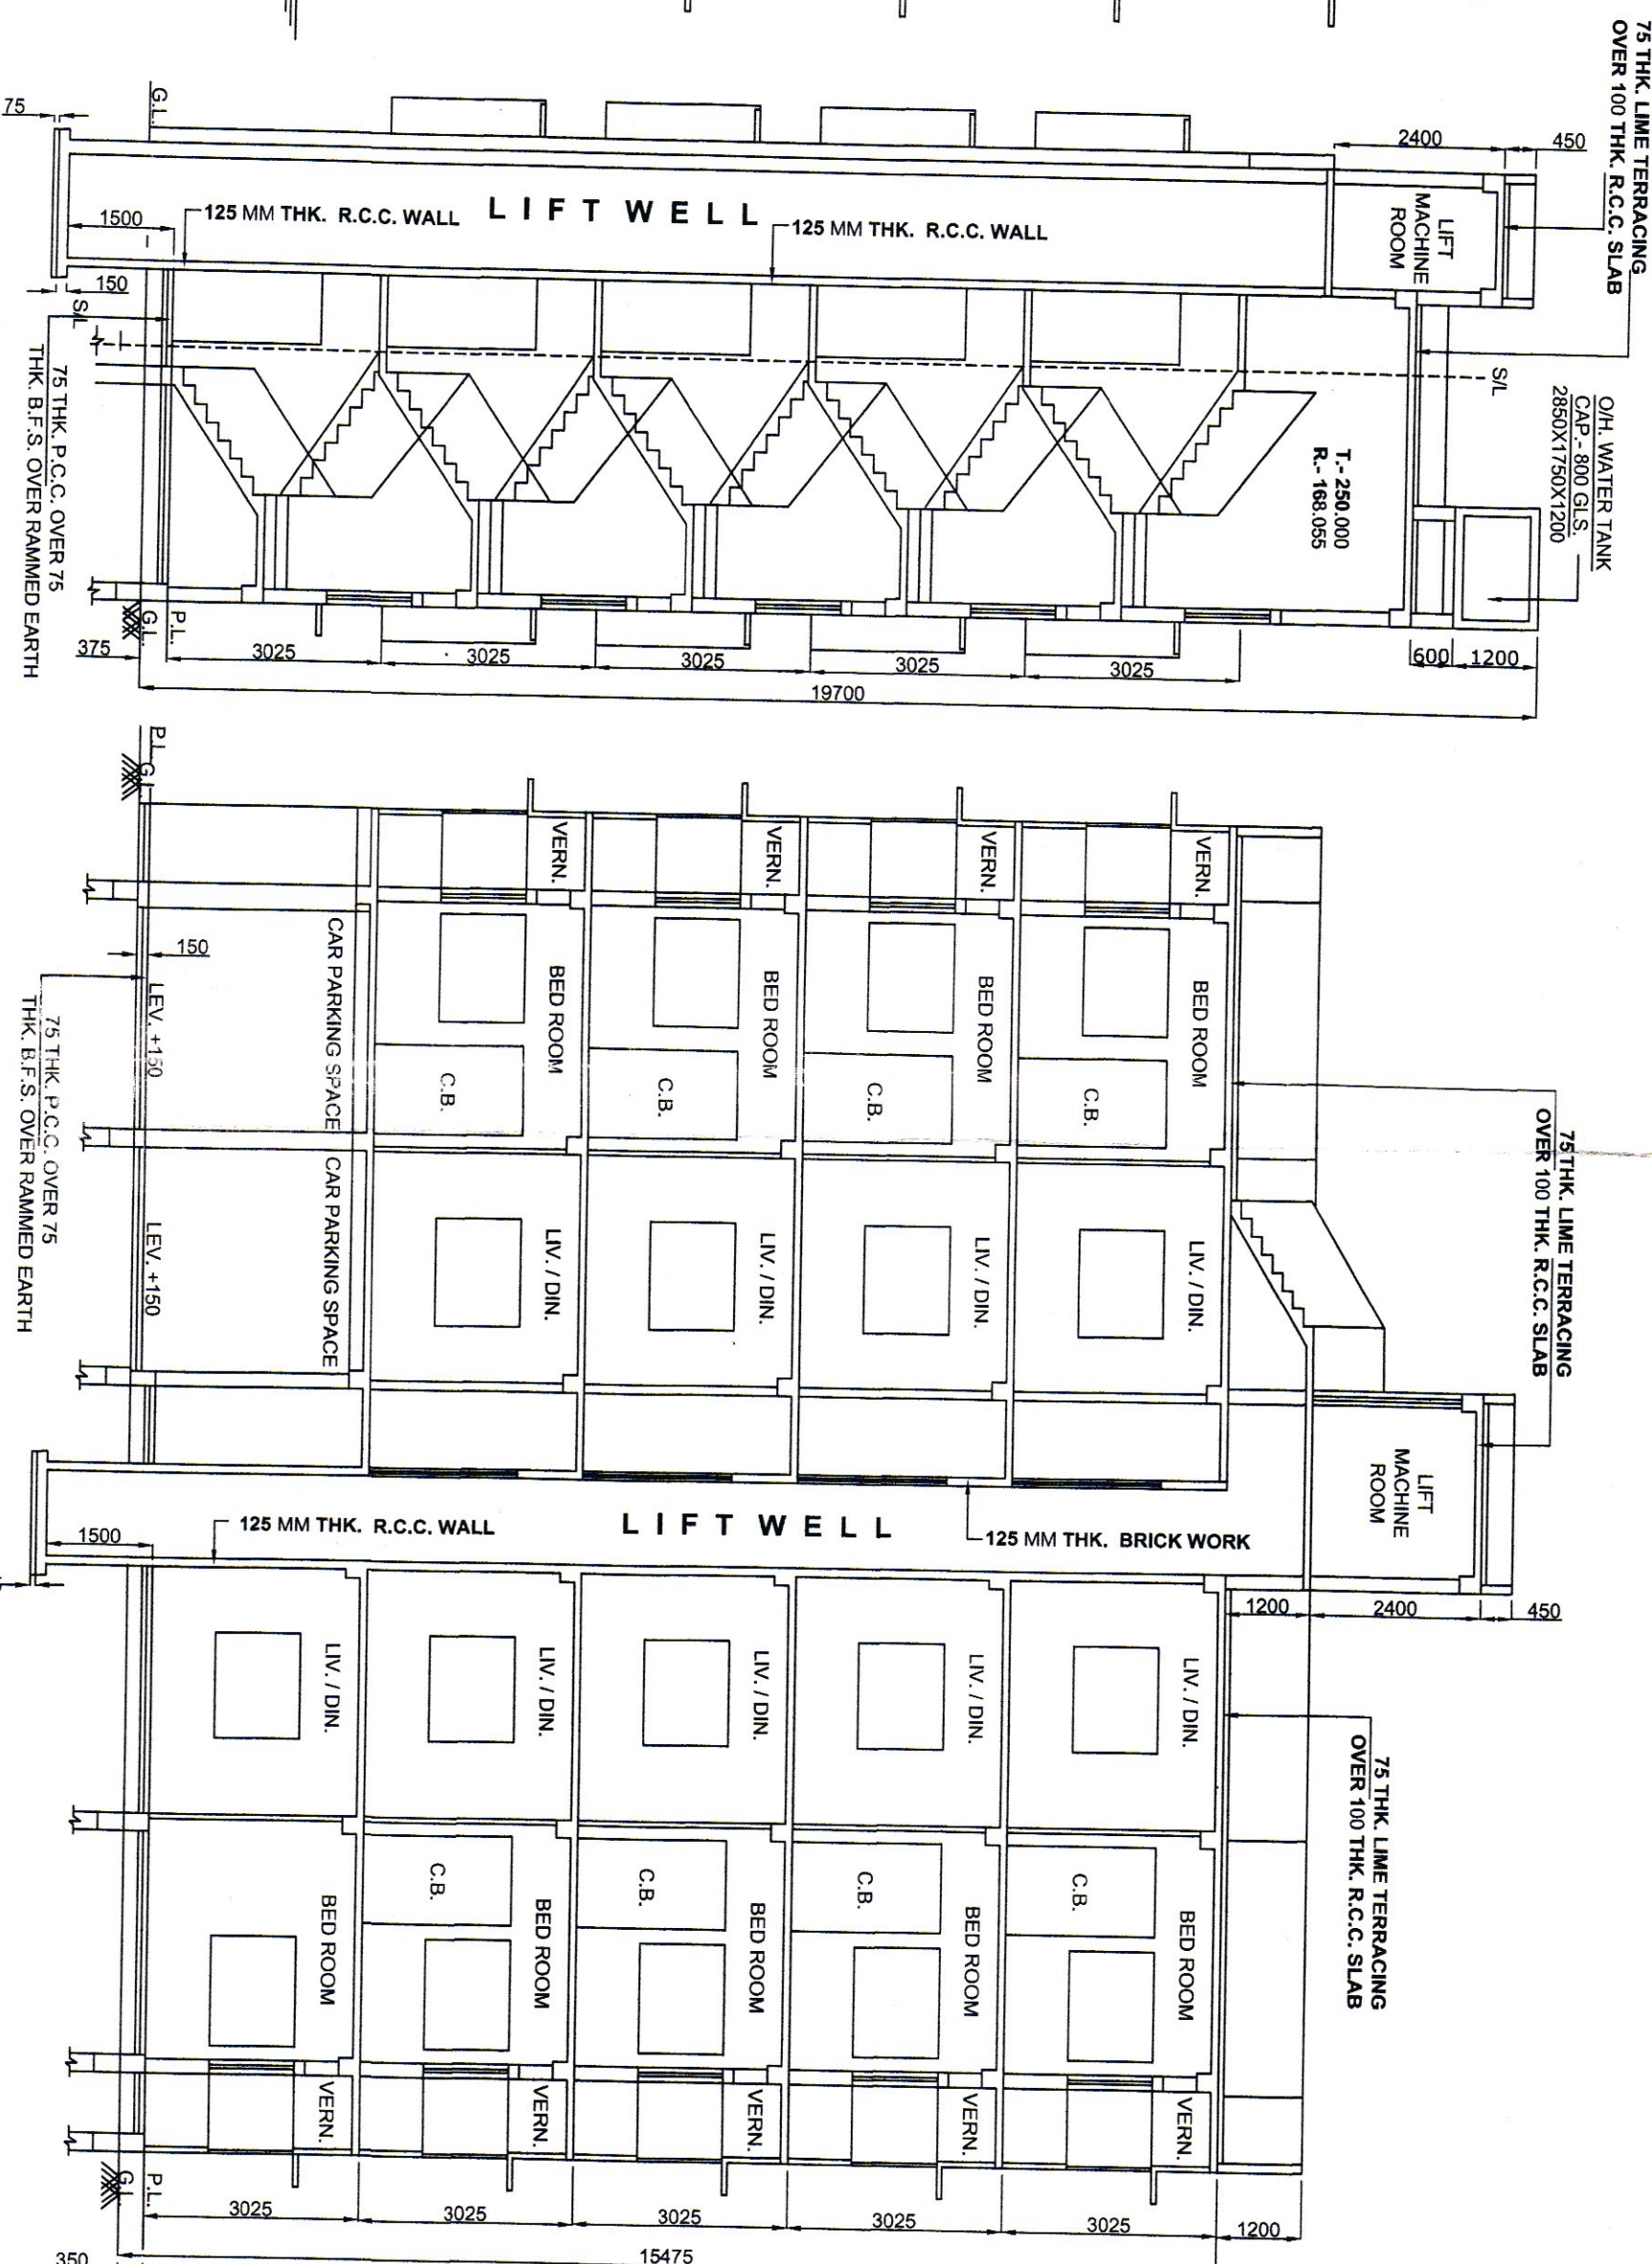 75 THK. LIME TERRACING
OVER 100 THK. R.C.C. SLAB
450
2400
LIFT
MACHINE
ROOM
O/H. WATER TANK
CAP.- 800 GLS.
2850X1750X1200
S/L
T.- 250.000
R.- 168.055
LIFT WELL
125 MM THK. R.C.C. WALL
125 MM THK. R.C.C. WALL
G.L.
75
1500
150
S/L
75 THK. P.C.C. OVER 75
THK. B.F.S. OVER RAMMED EARTH
P.L.
G.L.
375
3025
3025
3025
3025
3025
600
1200
19700
75 THK. LIME TERRACING
OVER 100 THK. R.C.C. SLAB
LIFT
MACHINE
ROOM
450
2400
1200
75 THK. LIME TERRACING
OVER 100 THK. R.C.C. SLAB
VERN.
BED ROOM
C.B.
LIV. / DIN.
LIV. / DIN.
C.B.
BED ROOM
VERN.
VERN.
BED ROOM
C.B.
LIV. / DIN.
LIV. / DIN.
C.B.
BED ROOM
VERN.
VERN.
BED ROOM
C.B.
LIV. / DIN.
LIV. / DIN.
C.B.
BED ROOM
VERN.
VERN.
BED ROOM
C.B.
LIV. / DIN.
LIV. / DIN.
C.B.
BED ROOM
VERN.
CAR PARKING SPACE
CAR PARKING SPACE
LIV. / DIN.
BED ROOM
VERN.
LIFT WELL
125 MM THK. BRICK WORK
125 MM THK. R.C.C. WALL
P.L.
G.L.
150
LEV. +150
LEV. +150
1500
75 THK. P.C.C. OVER 75
THK. B.F.S. OVER RAMMED EARTH
P.L.
G.L.
3025
3025
3025
3025
3025
1200
15475
350